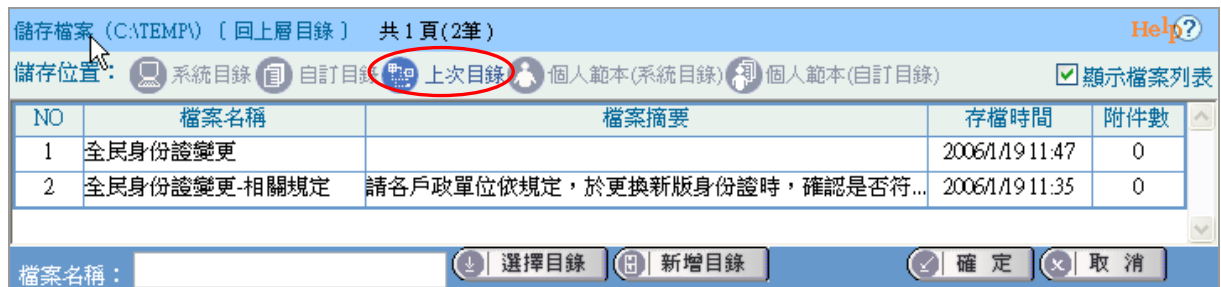 儲存檔案（C:\TEMP\）〔回上層目錄〕 共1頁(2筆) Help?
儲存位置： 系統目錄 自訂目錄 上次目錄 個人範本(系統目錄) 個人範本(自訂目錄) 顯示檔案列表
NO 檔案名稱 檔案摘要 存檔時間 附件數
1 全民身份證變更 2006/1/19 11:47 0
2 全民身份證變更-相關規定 請各戶政單位依規定，於更換新版身份證時，確認是否符... 2006/1/19 11:35 0
檔案名稱： 選擇目錄 新增目錄 確 定 取 消